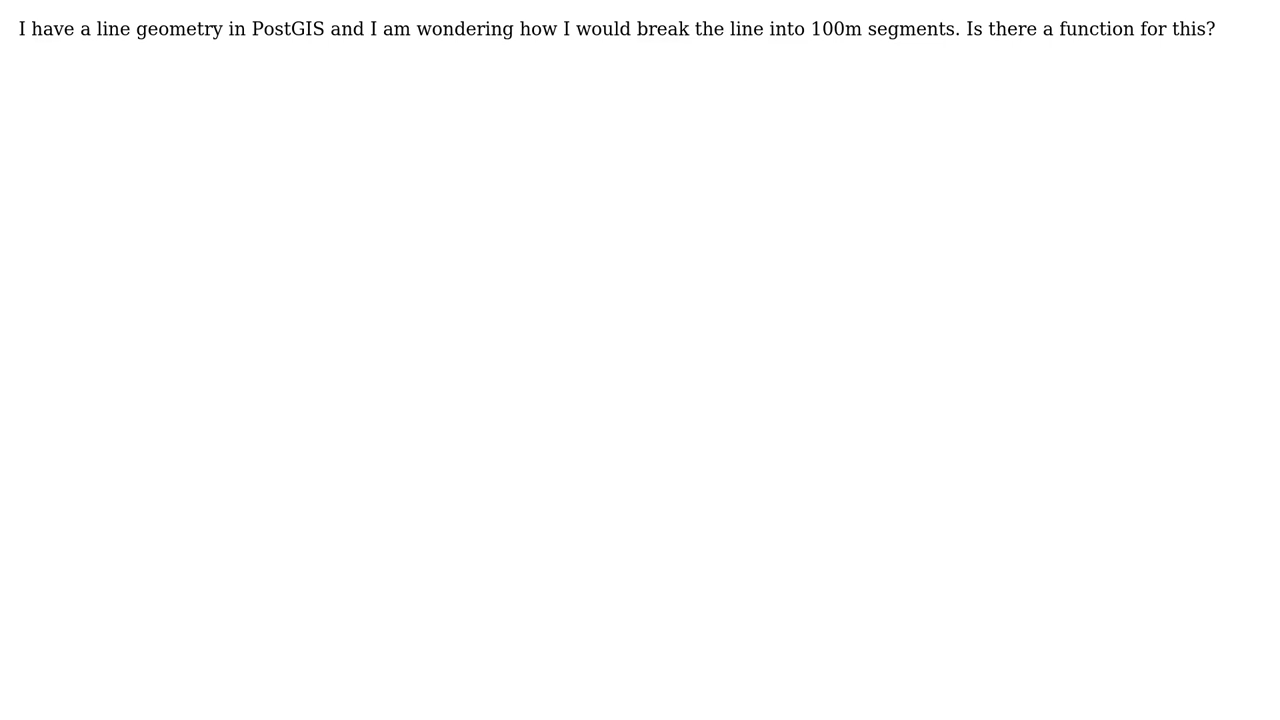 I have a line geometry in PostGIS and I am wondering how I would break the line into 100m segments. Is there a function for this?